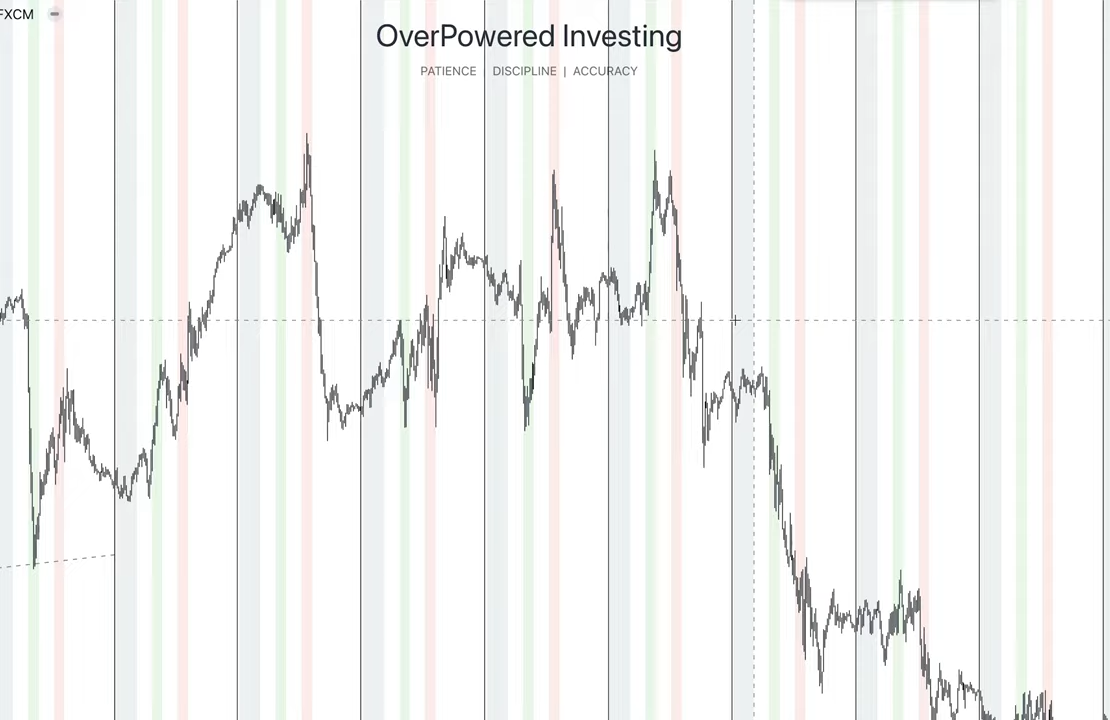 FXCM
OverPowered Investing
PATIENCE | DISCIPLINE | ACCURACY